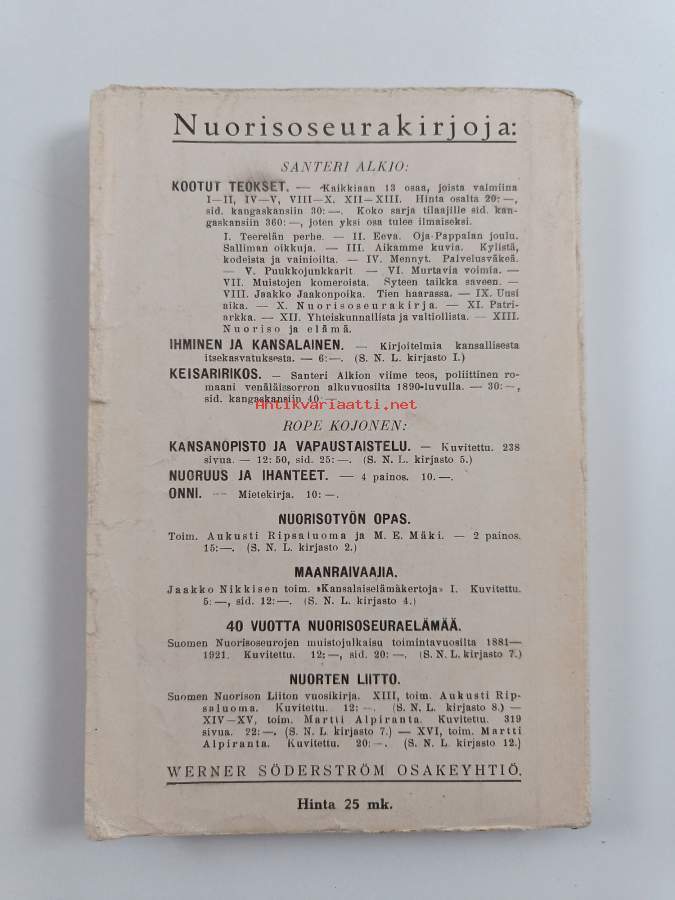 Nuorisoseurakirjoja:
SANTERI ALKIO:
KOOTUT TEOKSET. — Kaikkiaan 13 osaa, joista valmiina
I—II, IV—V, VIII—X. XII—XIII. Hinta osalta 20: —,
sid. kangaskansiin 30: —. Koko sarja tilaajille sid. kan-
gaskansiin 360: —, joten yksi osa tulee ilmaiseksi.
I. Teerelän perhe. — II. Eeva. Oja-Pappalan joulu.
Salliman oikkuja. — III. Aikamme kuvia. Kylistä,
kodeista ja vainioilta. — IV. Mennyt. Palvelusväkeä.
— V. Puukkojunkkarit — VI. Murtavia voimia. —
VII. Muistojen komeroista. Syteen taikka saveen. —
VIII. Jaakko Jaakonpoika. Tien haarassa. — IX. Uusi
aika. — X. Nuorisoseurakirja. — XI. Patri-
arkka. — XII. Yhteiskunnallista ja valtiollista. — XIII.
Nuoriso ja elämä.
IHMINEN JA KANSALAINEN. — Kirjoitelmia kansallisesta
itsekasvatuksesta. — 6: —. (S. N. L. kirjasto I.)
KEISARIRIKOS. — Santeri Alkion viime teos, poliittinen ro-
maani venäläissorron alkuvuosilta 1890-luvulla. — 30: —,
sid. kangaskansiin 40: —.
Antikvariaatti.net
ROPE KOJONEN:
KANSANOPISTO JA VAPAUSTAISTELU. — Kuvitettu. 238
sivua. — 12: 50, sid. 25: —. (S. N. L. kirjasto 5.)
NUORUUS JA IHANTEET. — 4 painos. 10. —.
ONNI. — Mietekirja. 10: —.
NUORISOTYÖN OPAS.
Toim. Aukusti Ripsaluoma ja M. E. Mäki. — 2 painos.
15: —. (S. N. L. kirjasto 2.)
MAANRAIVAAJIA.
Jaakko Nikkisen toim. »Kansalaiselämäkertoja» I. Kuvitettu.
5: —, sid. 12: —. (S. N. L. kirjasto 4.)
40 VUOTTA NUORISOSEURAELÄMÄÄ.
Suomen Nuorisoseurojen muistojulkaisu toimintavuosilta 1881—
1921. Kuvitettu. 12: —, sid. 20: —. (S. N. L. kirjasto 7.)
NUORTEN LIITTO.
Suomen Nuorison Liiton vuosikirja. XIII, toim. Aukusti Rip-
saluoma. Kuvitettu. 12: —. (S. N. L. kirjasto 8.) —
XIV—XV, toim. Martti Alpiranta. Kuvitettu. 319
sivua. 22: —. (S. N. L. kirjasto 7.) — XVI, toim. Martti
Alpiranta. Kuvitettu. 20: —. (S. N. L. kirjasto 12.)
WERNER SÖDERSTRÖM OSAKEYHTIÖ.
Hinta 25 mk.